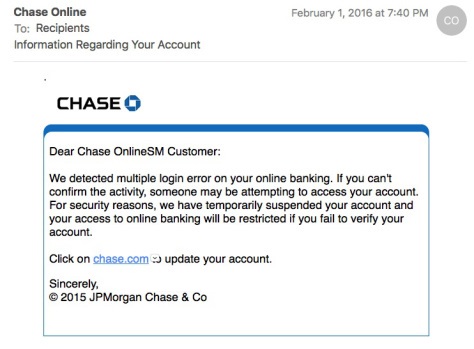 Chase Online February 1, 2016 at 7:40 PM CO
To: Recipients
Information Regarding Your Account
CHASE
Dear Chase OnlineSM Customer:
We detected multiple login error on your online banking. If you can't
confirm the activity, someone may be attempting to access your account.
For security reasons, we have temporarily suspended your account and
your access to online banking will be restricted if you fail to verify your
account.
Click on chase.com update your account.
Sincerely,
© 2015 JPMorgan Chase & Co